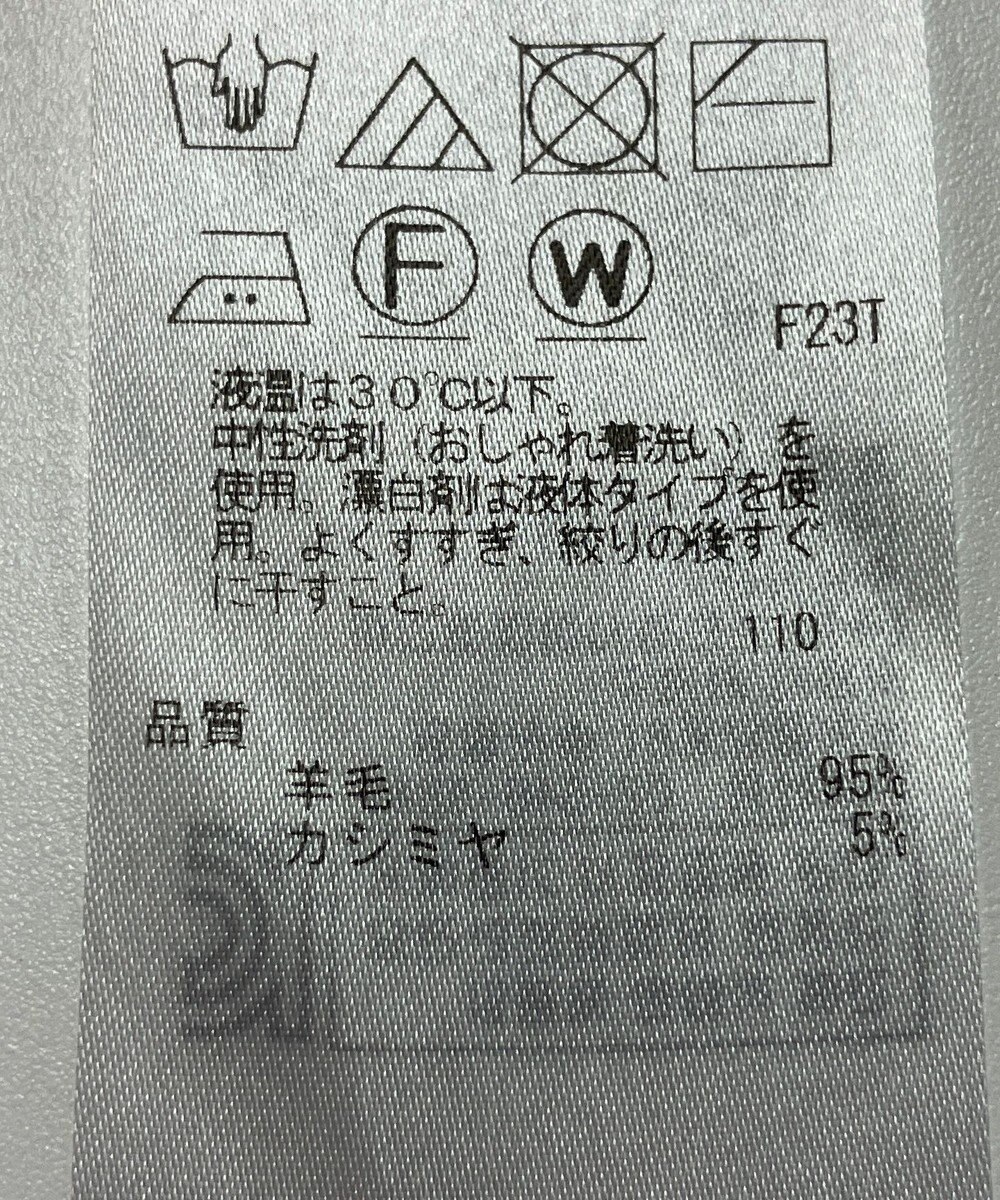 F
W
F23T
液温は30℃以下。
中性洗剤（おしゃれ着洗い）を
使用。漂白剤は液体タイプを使
用。よくすすぎ、絞りの後すぐ
に干すこと。
110
品質
羊毛 95%
カシミヤ 5%